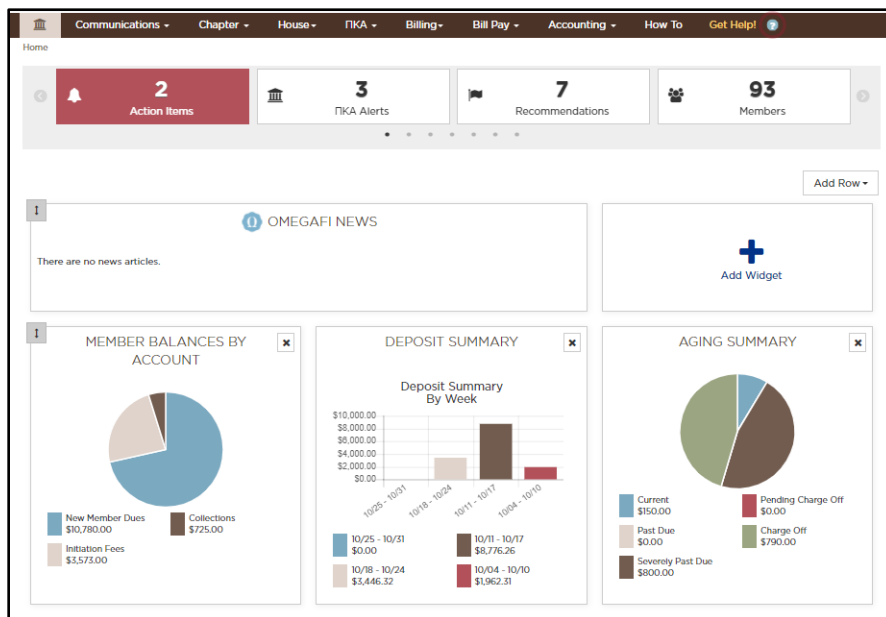 Communications
Chapter
House
ΠΚΑ
Billing
Bill Pay
Accounting
How To
Get Help!
?
Home
2
Action Items
3
ΠΚΑ Alerts
7
Recommendations
93
Members
Add Row
Ω OMEGAFI NEWS
There are no news articles.
Add Widget
MEMBER BALANCES BY
ACCOUNT
New Member Dues
$10,780.00
Collections
$725.00
Initiation Fees
$3,573.00
DEPOSIT SUMMARY
Deposit Summary
By Week
$10,000.00
$8,000.00
$6,000.00
$4,000.00
$2,000.00
$0.00
10/25 - 10/31
10/18 - 10/24
10/11 - 10/17
10/04 - 10/10
10/25 - 10/31
$0.00
10/11 - 10/17
$8,776.26
10/18 - 10/24
$3,446.32
10/04 - 10/10
$1,962.31
AGING SUMMARY
Current
$150.00
Pending Charge Off
$0.00
Past Due
$0.00
Charge Off
$790.00
Severely Past Due
$800.00